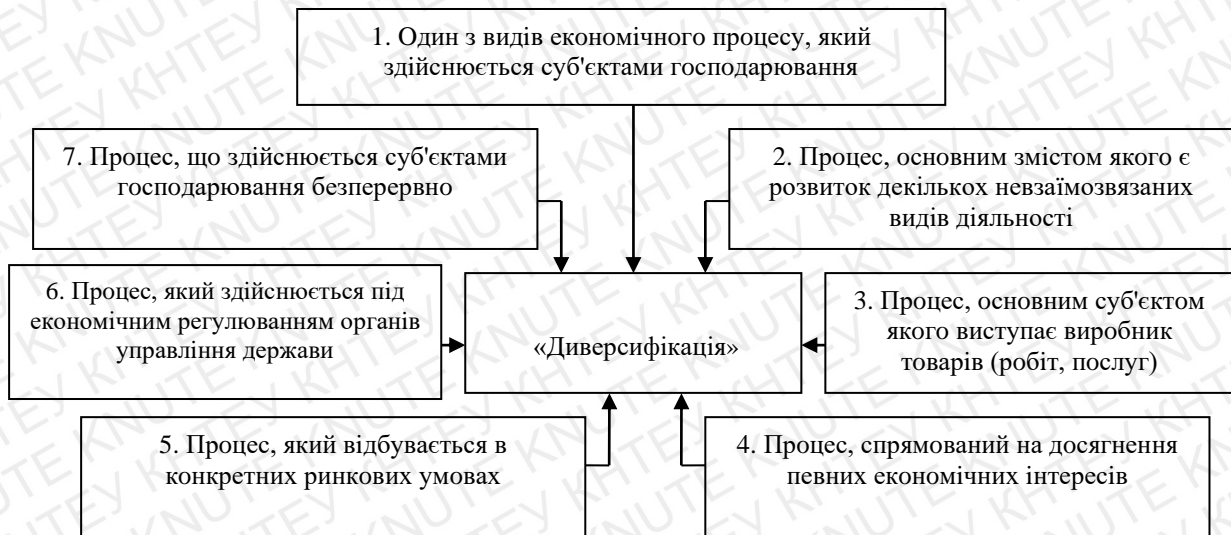 1. Один з видів економічного процесу, який
здійснюється суб'єктами господарювання
7. Процес, що здійснюється суб'єктами
господарювання безперервно
2. Процес, основним змістом якого є
розвиток декількох невзаїмозвязаних
видів діяльності
6. Процес, який здійснюється під
економічним регулюванням органів
управління держави
«Диверсифікація»
3. Процес, основним суб'єктом
якого виступає виробник
товарів (робіт, послуг)
5. Процес, який відбувається в
конкретних ринкових умовах
4. Процес, спрямований на досягнення
певних економічних інтересів